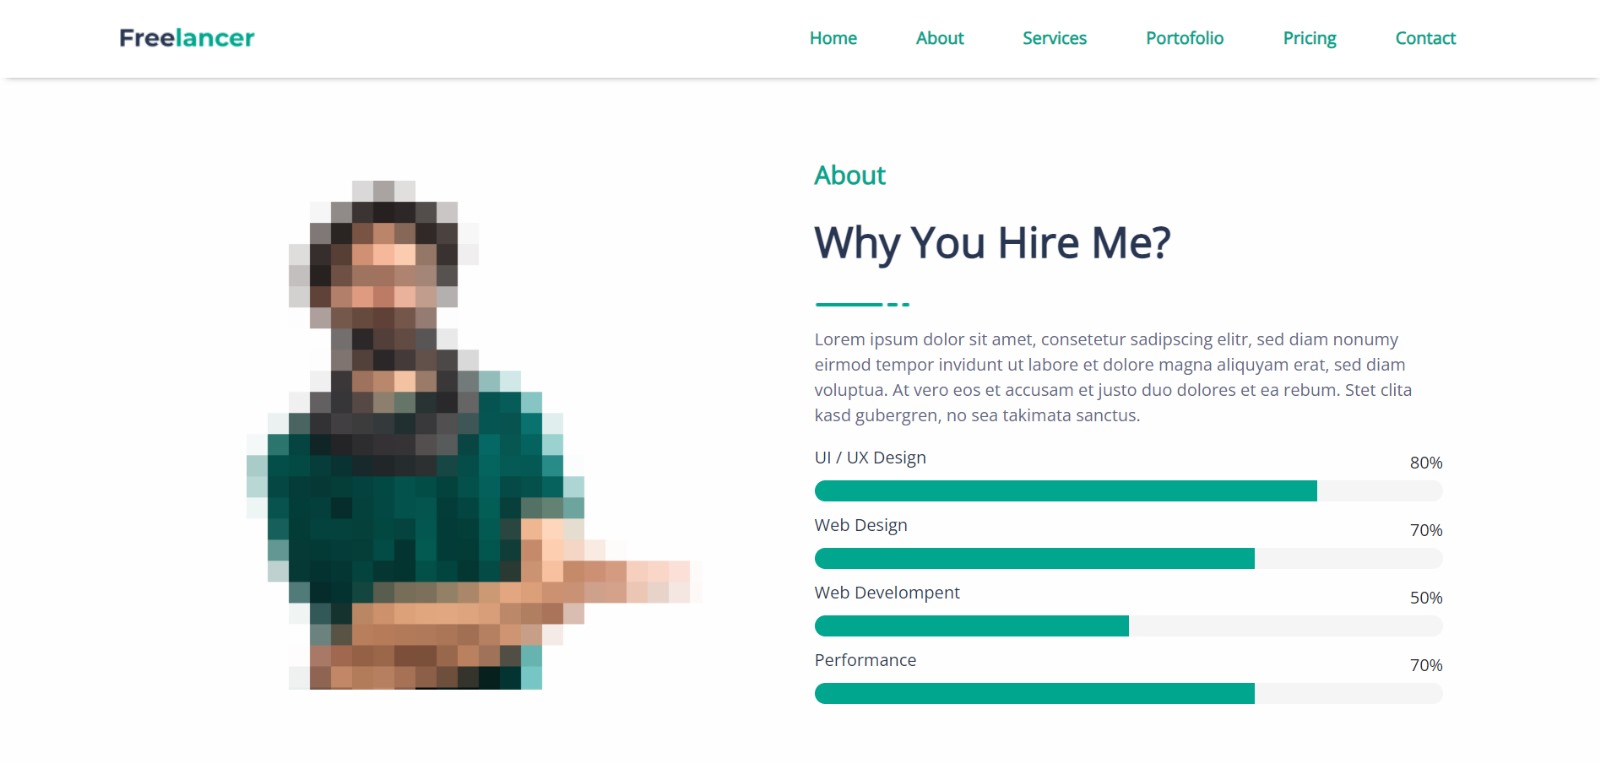 Freelancer
Home About Services Portofolio Pricing Contact
About
Why You Hire Me?
Lorem ipsum dolor sit amet, consetetur sadipscing elitr, sed diam nonumy
eirmod tempor invidunt ut labore et dolore magna aliquyam erat, sed diam
voluptua. At vero eos et accusam et justo duo dolores et ea rebum. Stet clita
kasd gubergren, no sea takimata sanctus.
UI / UX Design
80%
Web Design
70%
Web Develompent
50%
Performance
70%